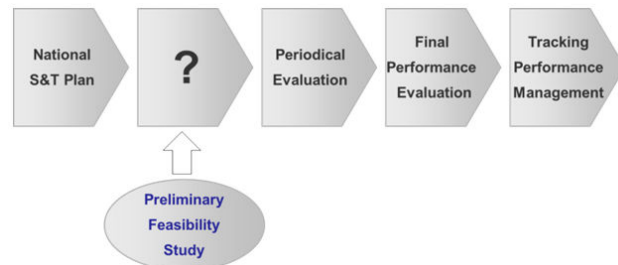 National
S&T Plan
?
Periodical
Evaluation
Final
Performance
Evaluation
Tracking
Performance
Management
Preliminary
Feasibility
Study